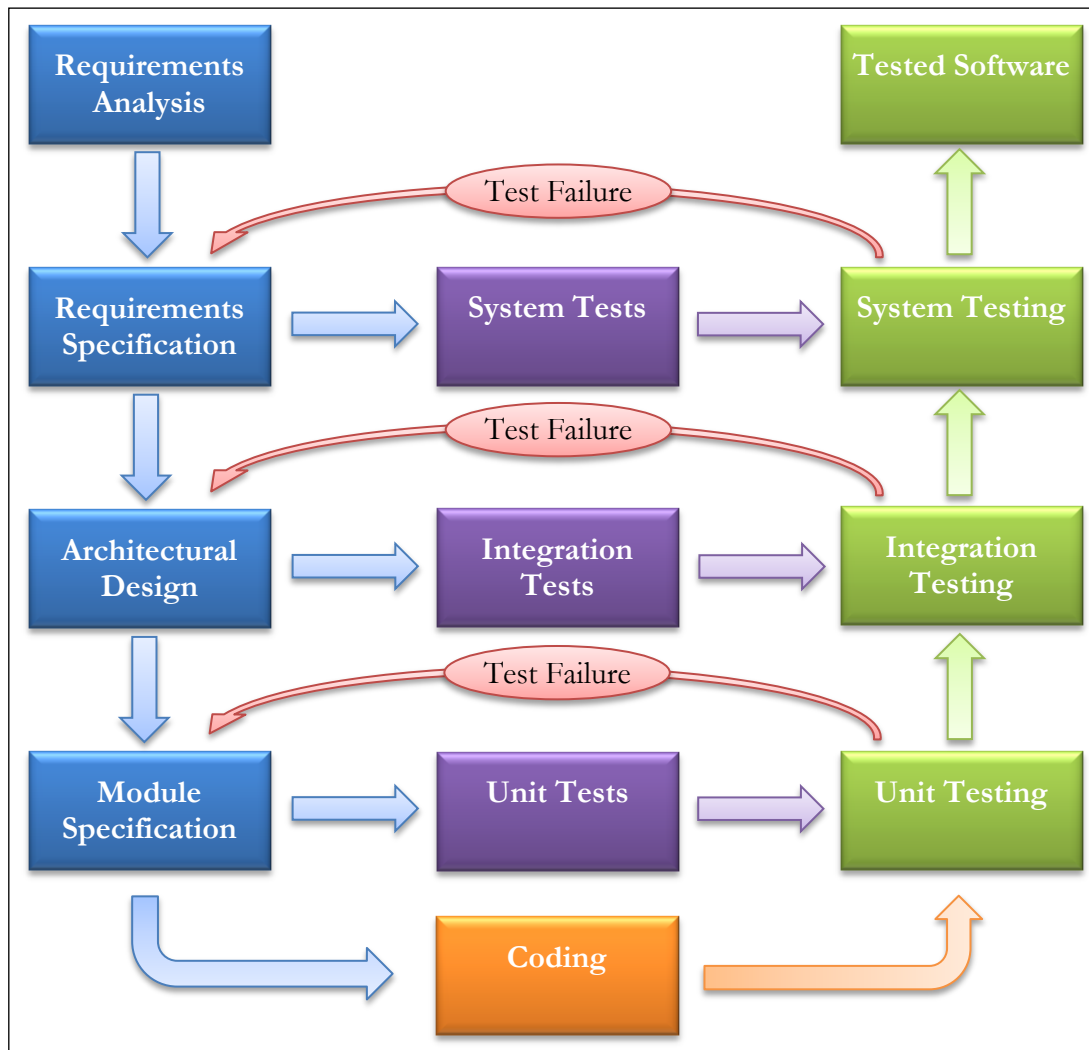 Requirements
Analysis
Tested Software
Test Failure
Requirements
Specification
System Tests
System Testing
Test Failure
Architectural
Design
Integration
Tests
Integration
Testing
Test Failure
Module
Specification
Unit Tests
Unit Testing
Coding